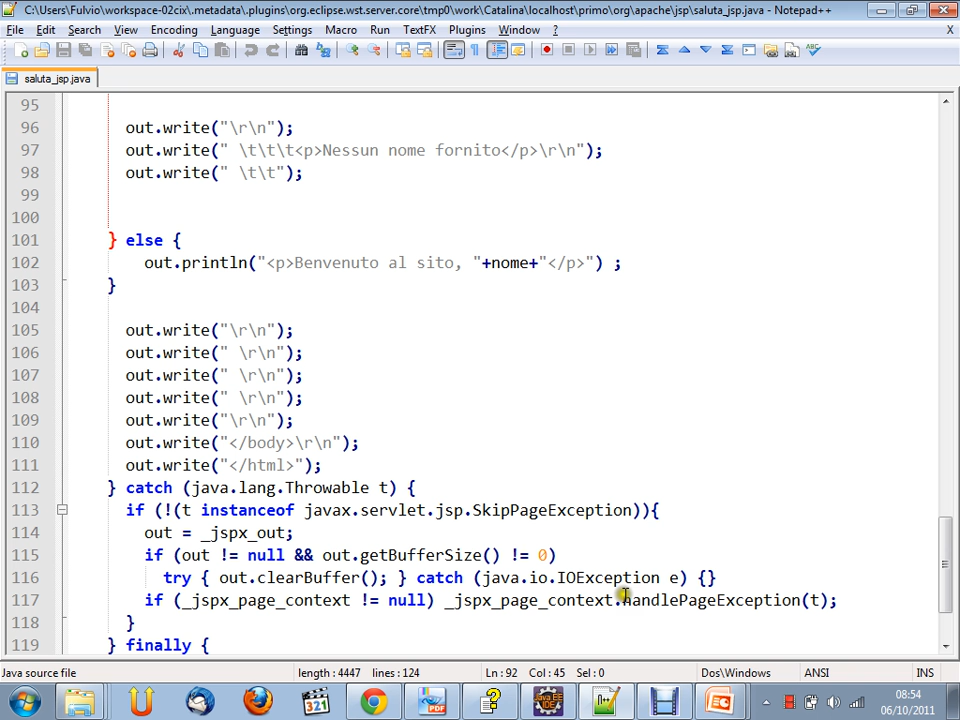 C:\Users\Fulvio\workspace-02cix\.metadata\.plugins\org.eclipse.wst.server.core\tmp0\work\Catalina\localhost\primo\org\apache\jsp\saluta_jsp.java - Notepad++
File Edit Search View Encoding Language Settings Macro Run TextFX Plugins Window ? X
saluta_jsp.java
95
96 out.write("\r\n");
97 out.write(" \t\t\t<p>Nessun nome fornito</p>\r\n");
98 out.write(" \t\t");
99
100
101 } else {
102 out.println("<p>Benvenuto al sito, "+nome+"</p>") ;
103 }
104
105 out.write("\r\n");
106 out.write(" \r\n");
107 out.write(" \r\n");
108 out.write(" \r\n");
109 out.write("\r\n");
110 out.write("</body>\r\n");
111 out.write("</html>");
112 } catch (java.lang.Throwable t) {
113 if (!(t instanceof javax.servlet.jsp.SkipPageException)){
114 out = _jspx_out;
115 if (out != null && out.getBufferSize() != 0)
116 try { out.clearBuffer(); } catch (java.io.IOException e) {}
117 if (_jspx_page_context != null) _jspx_page_context.handlePageException(t);
118 }
119 } finally {
Java source file length : 4447 lines : 124 Ln : 92 Col : 45 Sel : 0 Dos\Windows ANSI INS
321 PDF ? Java EE IDE n++ 08:54
06/10/2011